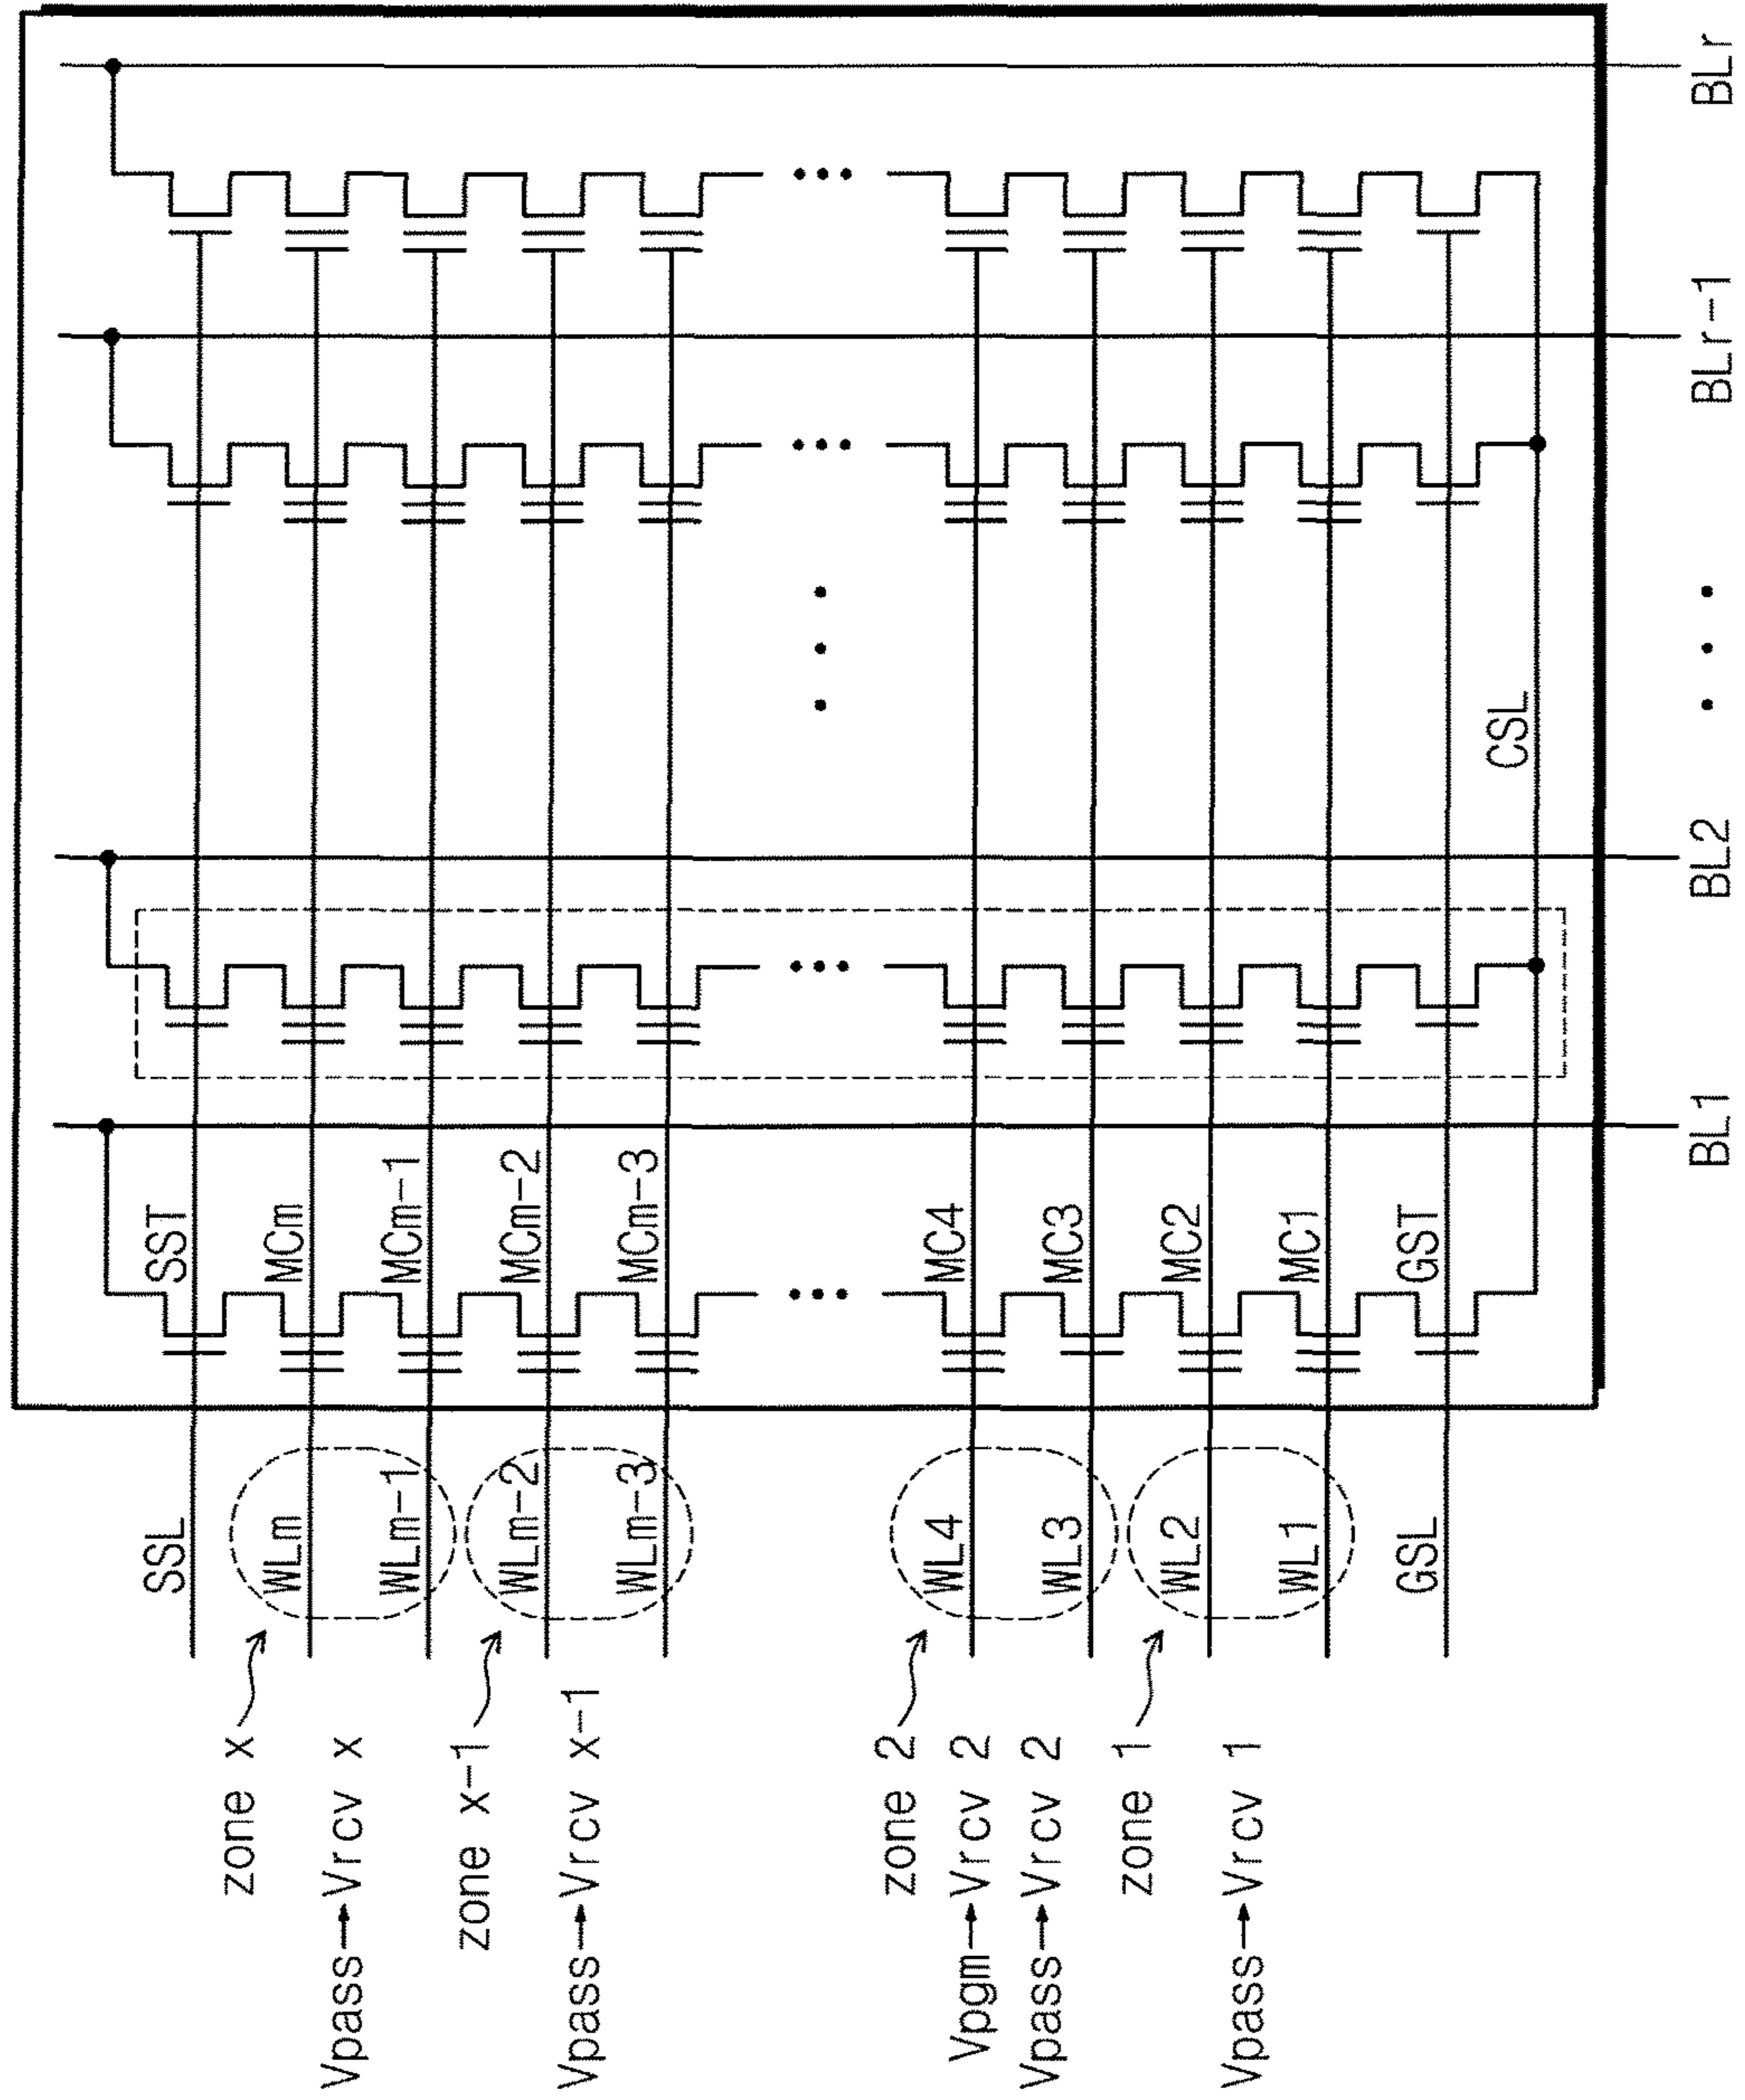 zone x
Vpass→Vrcv x
zone x-1
Vpass→Vrcv x-1
zone 2
Vpgm→Vrcv 2
Vpass→Vrcv 2
zone 1
Vpass→Vrcv 1
SSL
WLm
WLm-1
WLm-2
WLm-3
WL4
WL3
WL2
WL1
GSL
SST
MCm
MCm-1
MCm-2
MCm-3
MC4
MC3
MC2
MC1
GST
CSL
BL1
BL2
BLr-1
BLr